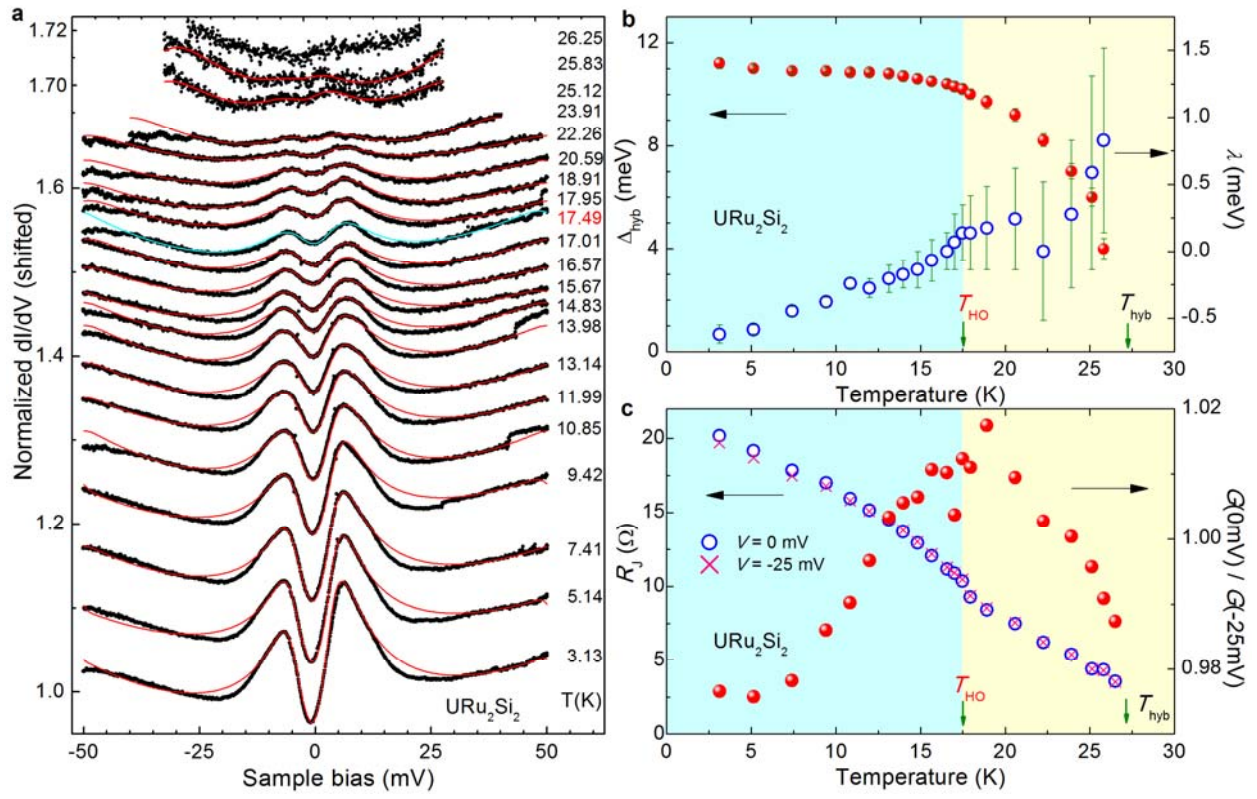 a
Normalized dI/dV (shifted)
1.72
1.70
1.6
1.4
1.2
1.0
26.25
25.83
25.12
23.91
22.26
20.59
18.91
17.95
17.49
17.01
16.57
15.67
14.83
13.98
13.14
11.99
10.85
9.42
7.41
5.14
3.13
T(K)
URu₂Si₂
-50 -25 0 25 50
Sample bias (mV)
b
Δhyb (meV)
12
8
4
0
URu₂Si₂
THO
Thyb
1.5
1.0
0.5
0.0
-0.5
λ (meV)
0 5 10 15 20 25 30
Temperature (K)
c
RJ (Ω)
20
15
10
5
0
V = 0 mV
V = -25 mV
URu₂Si₂
THO
Thyb
1.02
1.00
0.98
G(0mV) / G(-25mV)
0 5 10 15 20 25 30
Temperature (K)